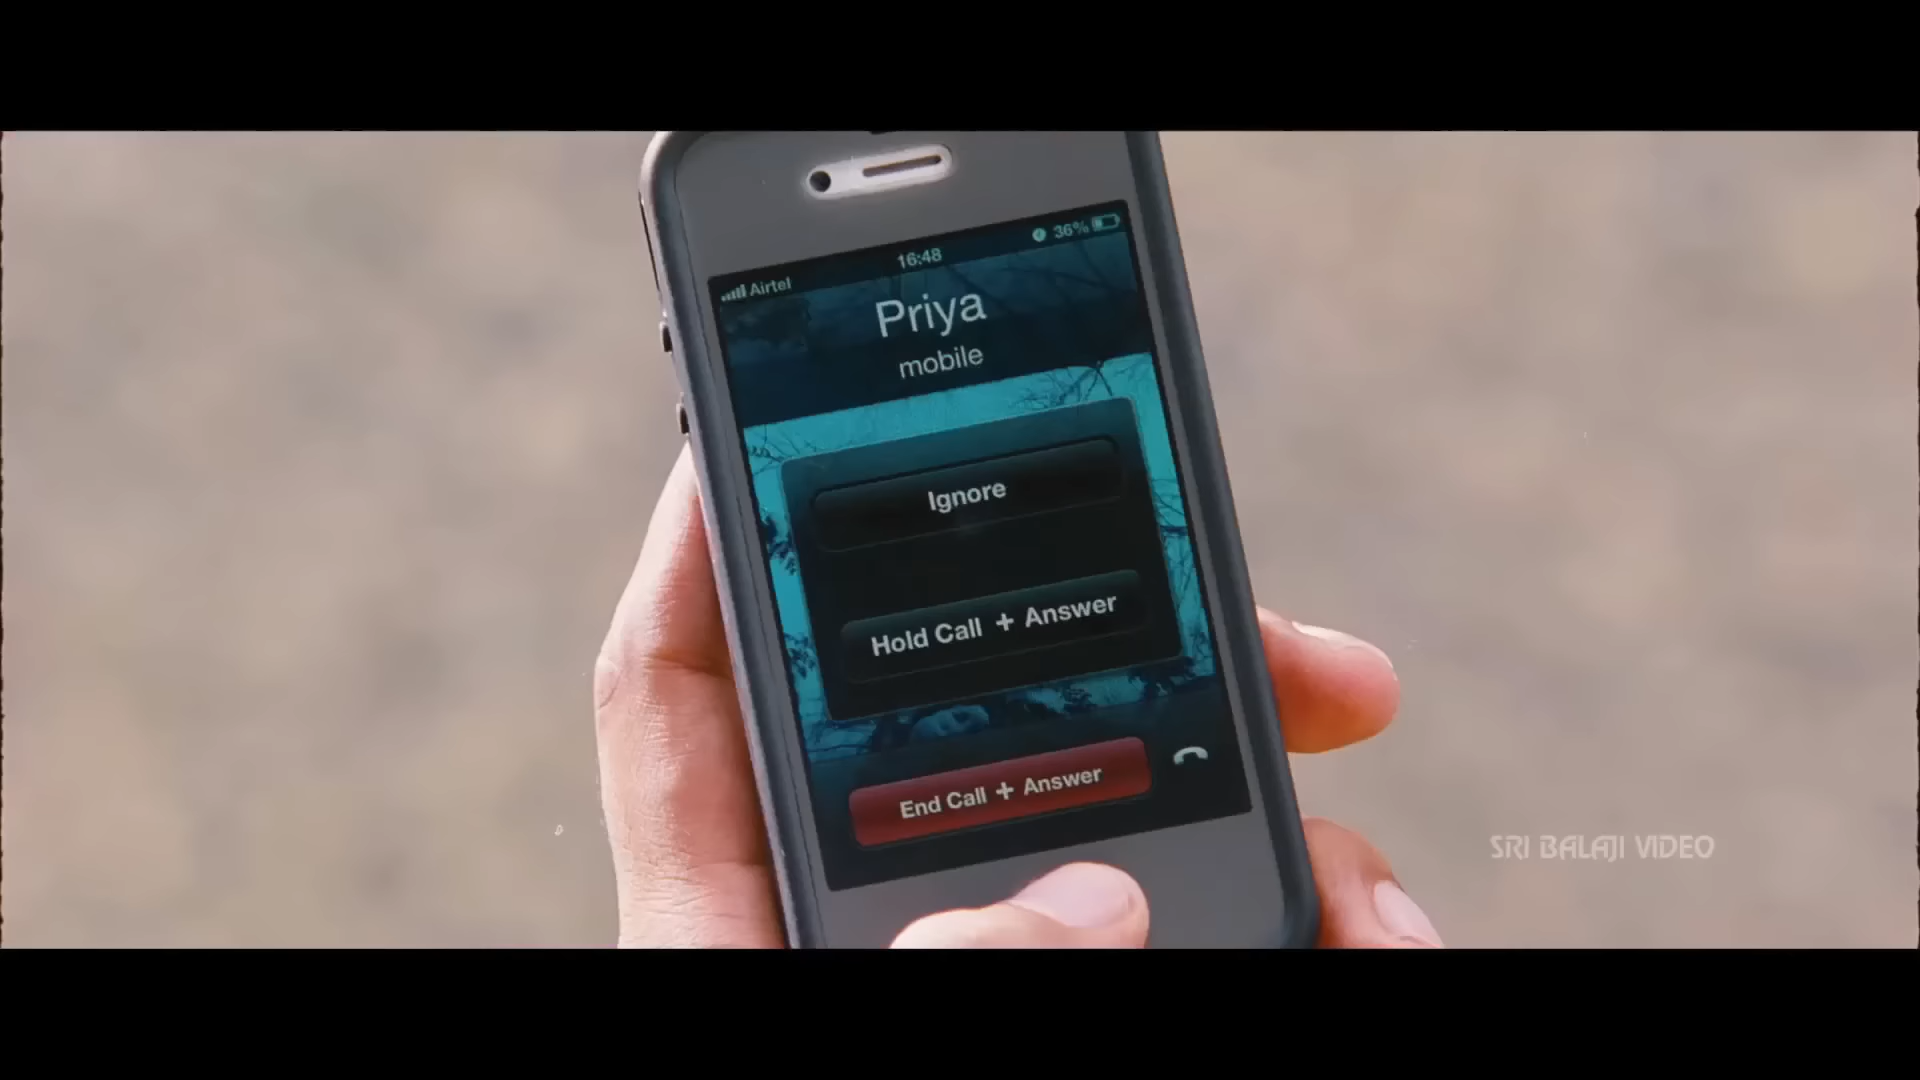 Airtel 16:48 36%
Priya
mobile
Ignore
Hold Call + Answer
End Call + Answer
SRI BALAJI VIDEO